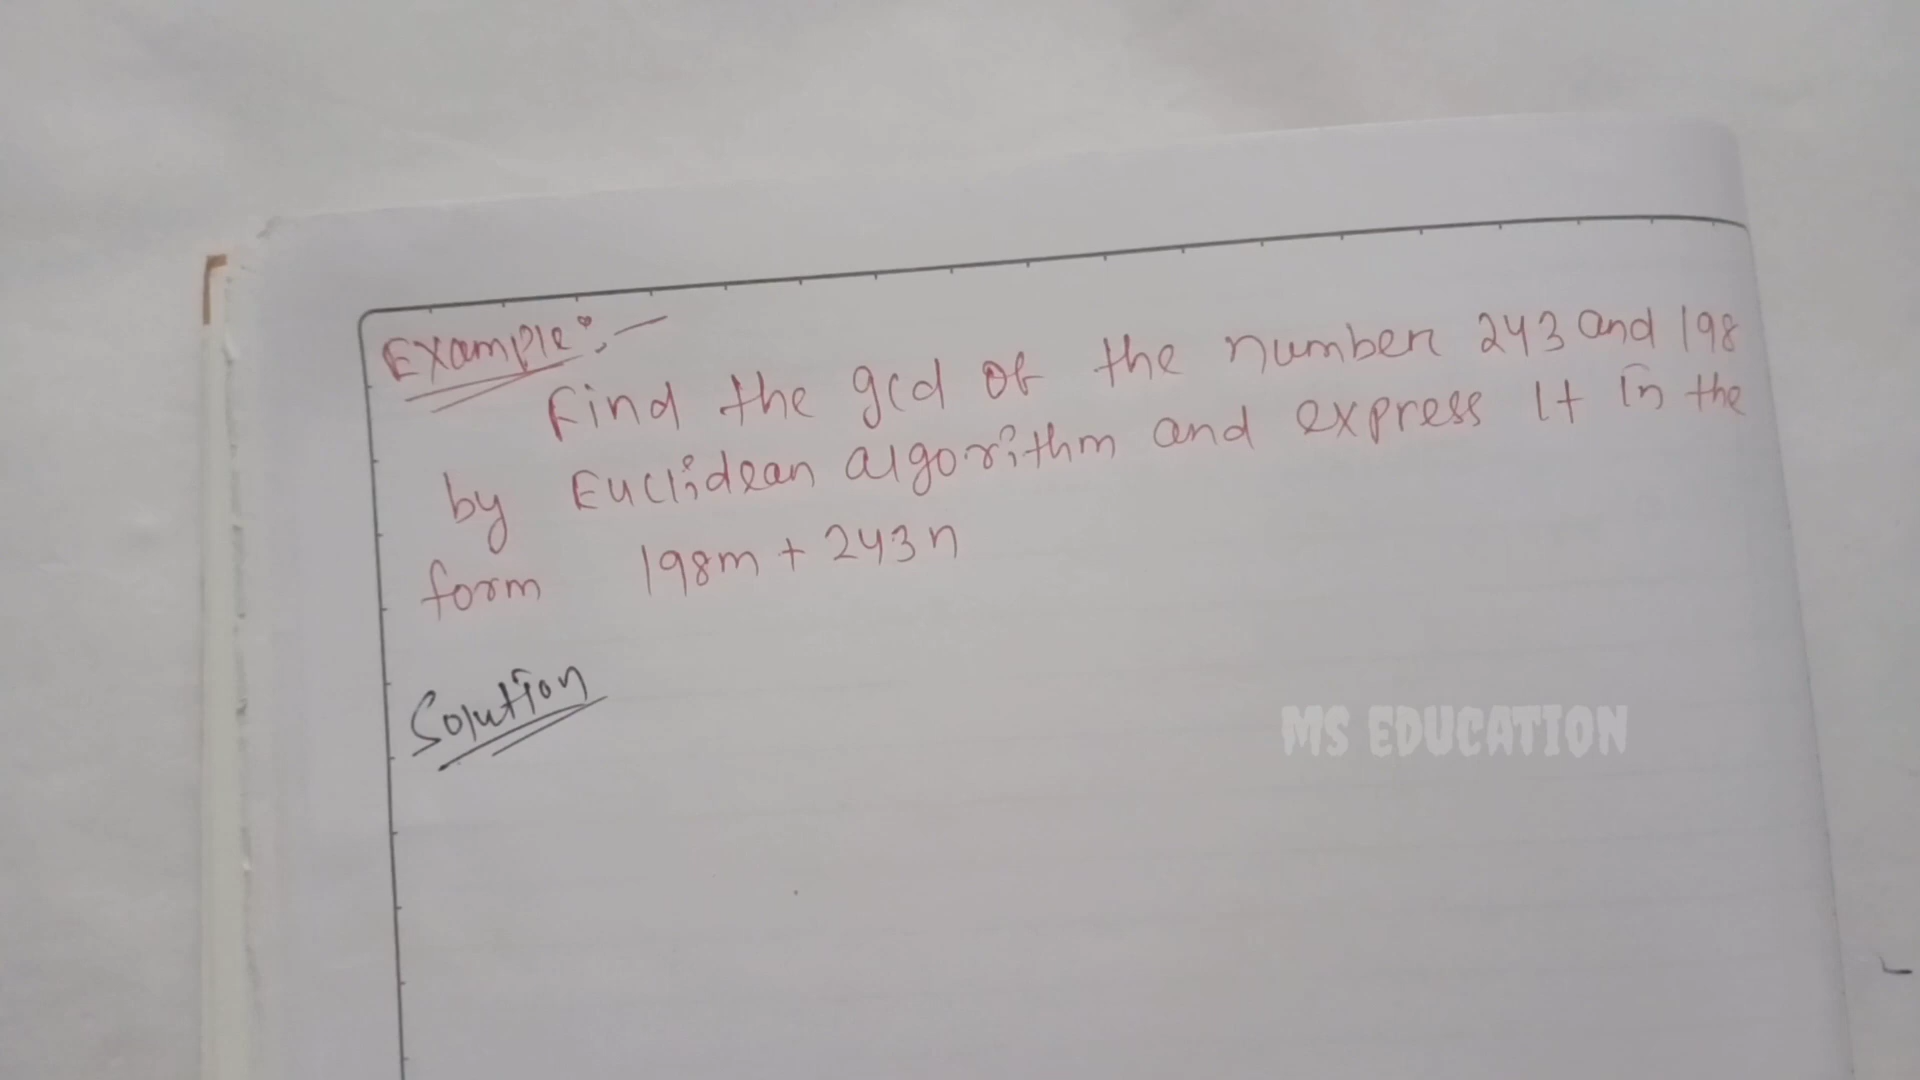 Example:-
Find the gcd of the number 243 and 198
by Euclidean algorithm and express it in the
form 198m + 243n
Solution
MS EDUCATION